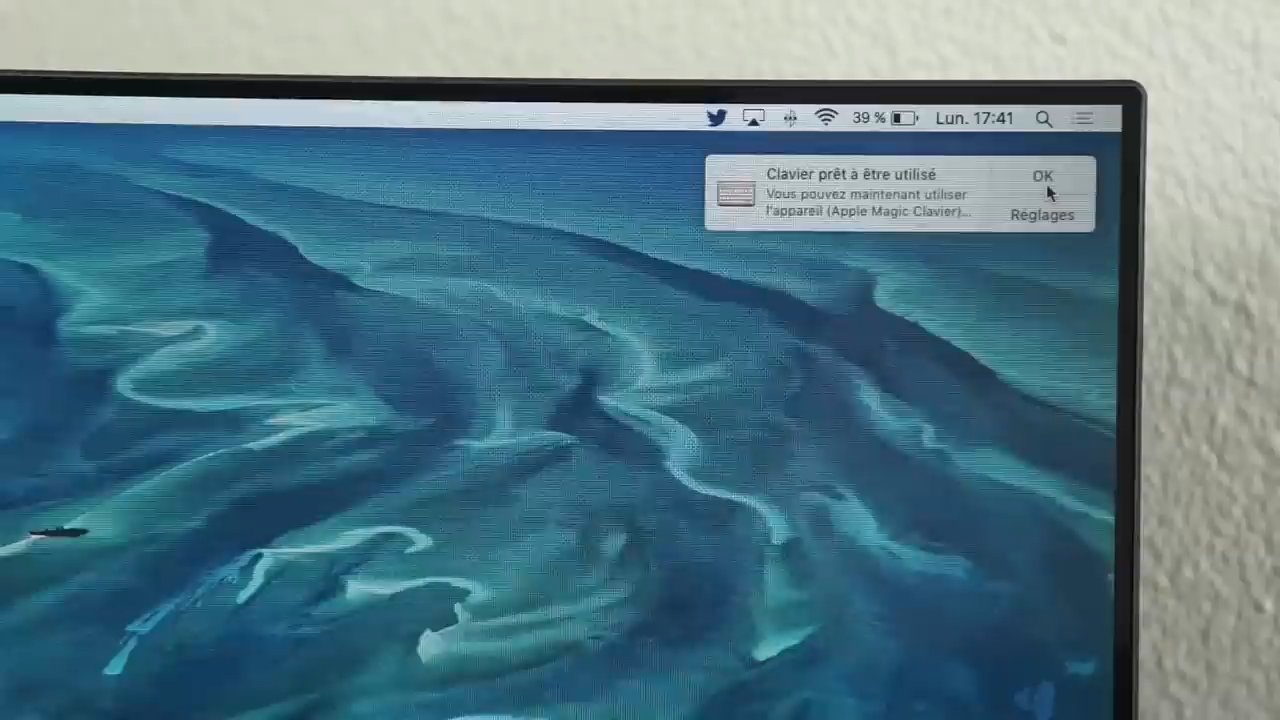 39 % Lun. 17:41
Clavier prêt à être utilisé
Vous pouvez maintenant utiliser
l'appareil (Apple Magic Clavier)...
OK
Réglages